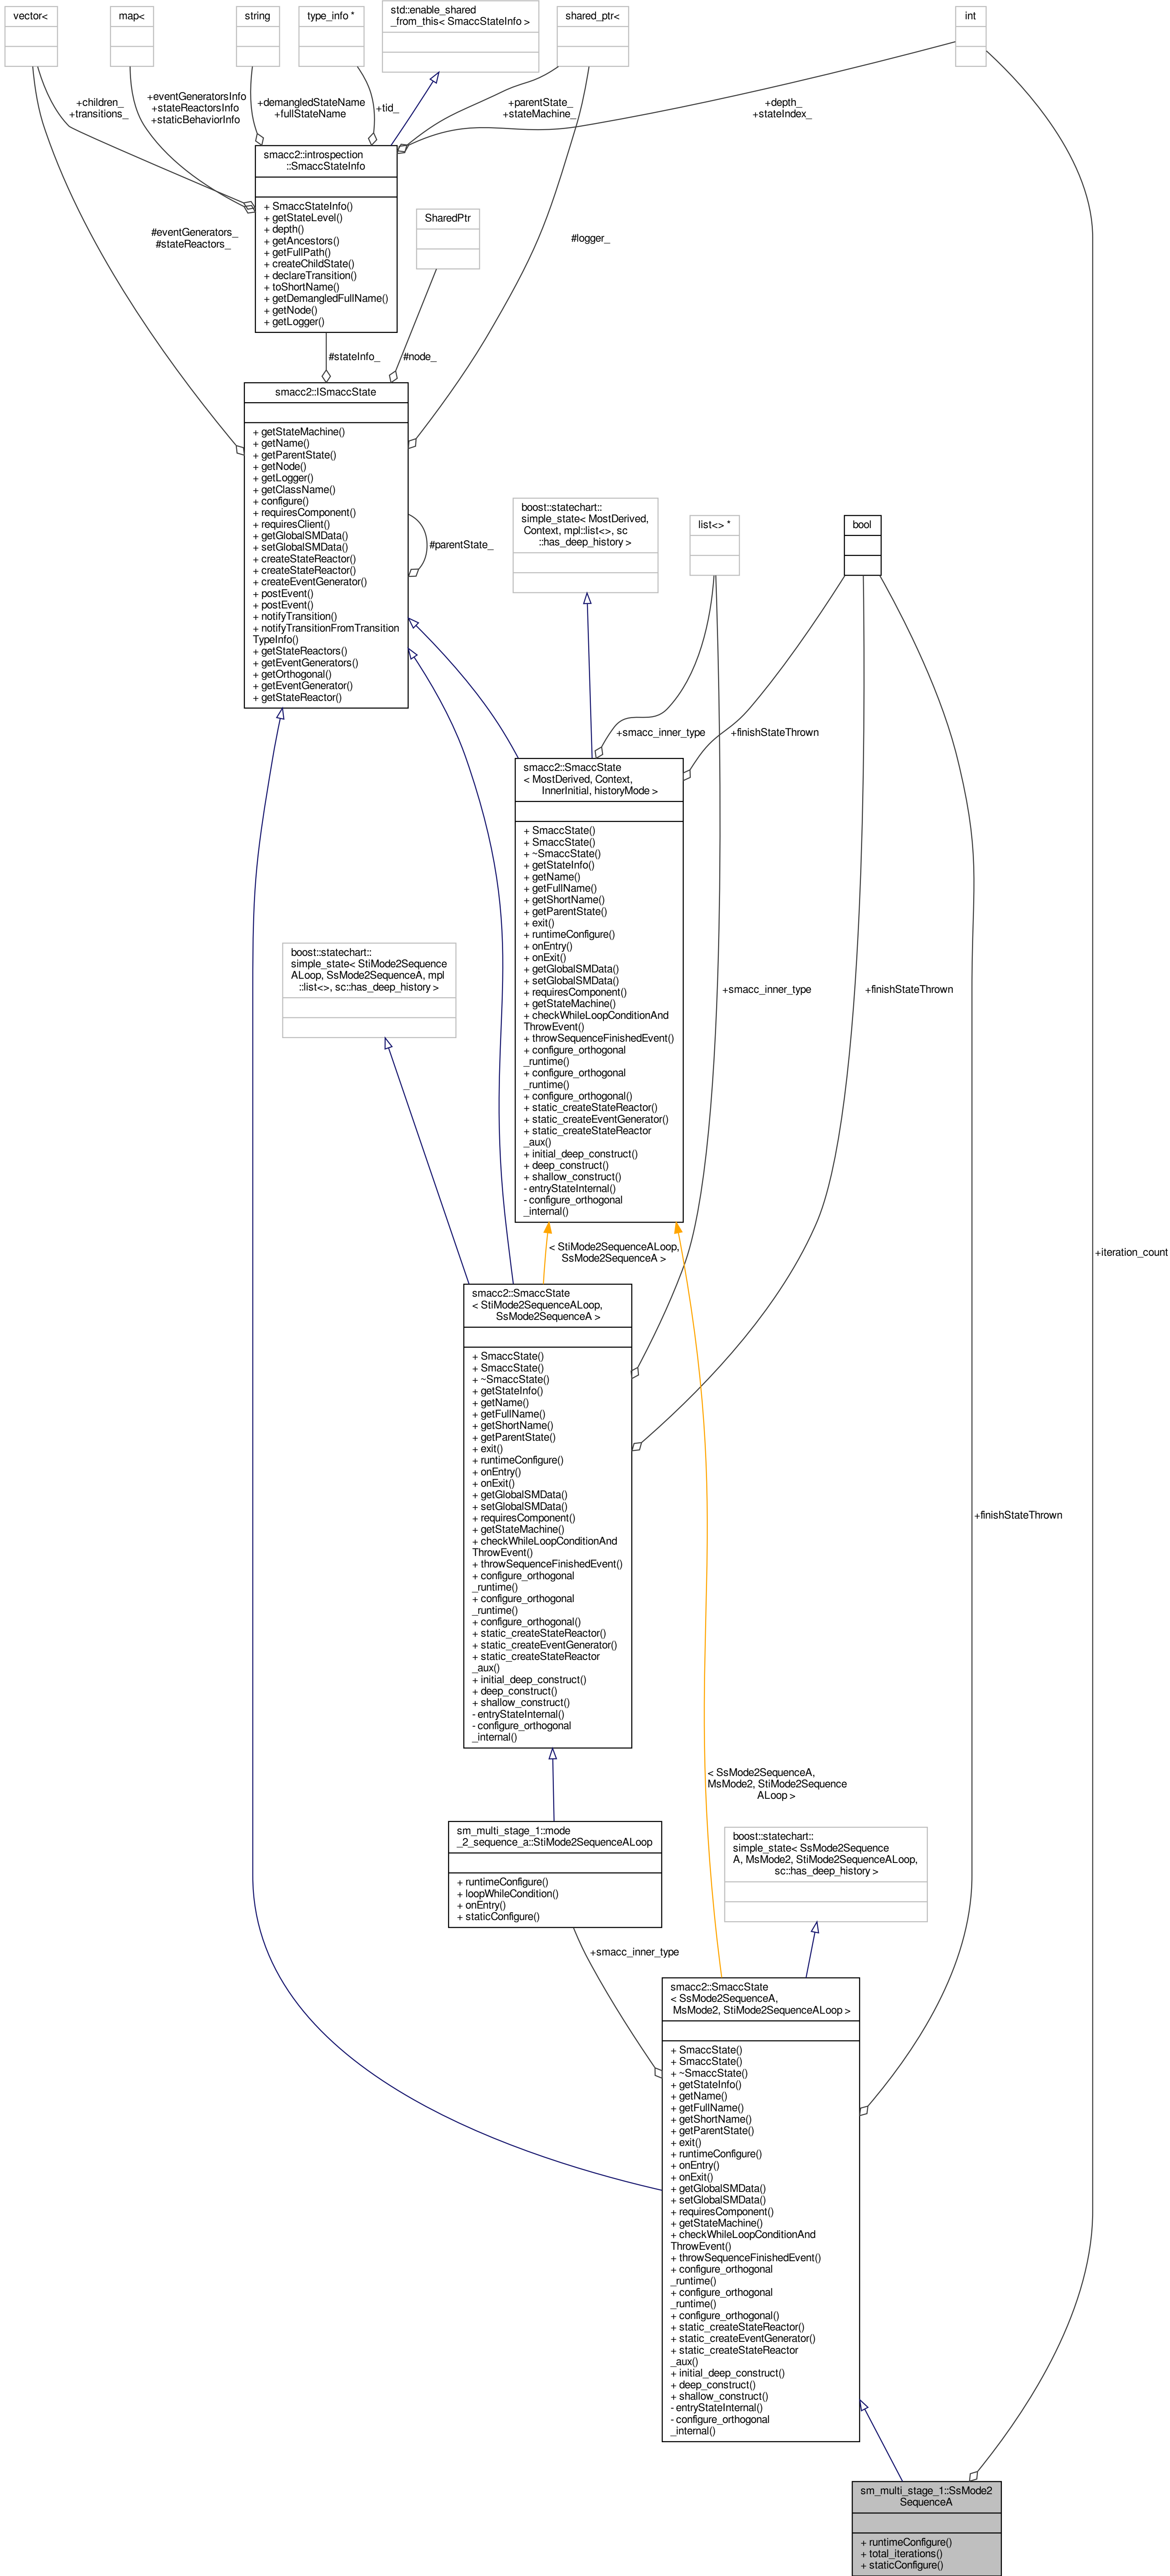 vector<
map<
string
type_info *
std::enable_shared
_from_this< SmaccStateInfo >
shared_ptr<
int
+children_
+transitions_
+eventGeneratorsInfo
+stateReactorsInfo
+staticBehaviorInfo
+demangledStateName
+fullStateName
+tid_
+parentState_
+stateMachine_
+depth_
+stateIndex_
smacc2::introspection
::SmaccStateInfo
+ SmaccStateInfo()
+ getStateLevel()
+ depth()
+ getAncestors()
+ getFullPath()
+ createChildState()
+ declareTransition()
+ toShortName()
+ getDemangledFullName()
+ getNode()
+ getLogger()
SharedPtr
#eventGenerators_
#stateReactors_
#logger_
#stateInfo_
#node_
smacc2::ISmaccState
+ getStateMachine()
+ getName()
+ getParentState()
+ getNode()
+ getLogger()
+ getClassName()
+ configure()
+ requiresComponent()
+ requiresClient()
+ getGlobalSMData()
+ setGlobalSMData()
+ createStateReactor()
+ createStateReactor()
+ createEventGenerator()
+ postEvent()
+ postEvent()
+ notifyTransition()
+ notifyTransitionFromTransition
TypeInfo()
+ getStateReactors()
+ getEventGenerators()
+ getOrthogonal()
+ getEventGenerator()
+ getStateReactor()
#parentState_
boost::statechart::
simple_state< MostDerived,
Context, mpl::list<>, sc
::has_deep_history >
list<> *
bool
+smacc_inner_type
+finishStateThrown
smacc2::SmaccState
< MostDerived, Context,
InnerInitial, historyMode >
+ SmaccState()
+ SmaccState()
+ ~SmaccState()
+ getStateInfo()
+ getName()
+ getFullName()
+ getShortName()
+ getParentState()
+ exit()
+ runtimeConfigure()
+ onEntry()
+ onExit()
+ getGlobalSMData()
+ setGlobalSMData()
+ requiresComponent()
+ getStateMachine()
+ checkWhileLoopConditionAnd
ThrowEvent()
+ throwSequenceFinishedEvent()
+ configure_orthogonal
_runtime()
+ configure_orthogonal
_runtime()
+ configure_orthogonal()
+ static_createStateReactor()
+ static_createEventGenerator()
+ static_createStateReactor
_aux()
+ initial_deep_construct()
+ deep_construct()
+ shallow_construct()
- entryStateInternal()
- configure_orthogonal
_internal()
boost::statechart::
simple_state< StiMode2Sequence
ALoop, SsMode2SequenceA, mpl
::list<>, sc::has_deep_history >
+smacc_inner_type
+finishStateThrown
< StiMode2SequenceALoop,
SsMode2SequenceA >
+iteration_count
smacc2::SmaccState
< StiMode2SequenceALoop,
SsMode2SequenceA >
+ SmaccState()
+ SmaccState()
+ ~SmaccState()
+ getStateInfo()
+ getName()
+ getFullName()
+ getShortName()
+ getParentState()
+ exit()
+ runtimeConfigure()
+ onEntry()
+ onExit()
+ getGlobalSMData()
+ setGlobalSMData()
+ requiresComponent()
+ getStateMachine()
+ checkWhileLoopConditionAnd
ThrowEvent()
+ throwSequenceFinishedEvent()
+ configure_orthogonal
_runtime()
+ configure_orthogonal
_runtime()
+ configure_orthogonal()
+ static_createStateReactor()
+ static_createEventGenerator()
+ static_createStateReactor
_aux()
+ initial_deep_construct()
+ deep_construct()
+ shallow_construct()
- entryStateInternal()
- configure_orthogonal
_internal()
+finishStateThrown
< SsMode2SequenceA,
MsMode2, StiMode2Sequence
ALoop >
sm_multi_stage_1::mode
_2_sequence_a::StiMode2SequenceALoop
+ runtimeConfigure()
+ loopWhileCondition()
+ onEntry()
+ staticConfigure()
boost::statechart::
simple_state< SsMode2Sequence
A, MsMode2, StiMode2SequenceALoop,
sc::has_deep_history >
+smacc_inner_type
smacc2::SmaccState
< SsMode2SequenceA,
MsMode2, StiMode2SequenceALoop >
+ SmaccState()
+ SmaccState()
+ ~SmaccState()
+ getStateInfo()
+ getName()
+ getFullName()
+ getShortName()
+ getParentState()
+ exit()
+ runtimeConfigure()
+ onEntry()
+ onExit()
+ getGlobalSMData()
+ setGlobalSMData()
+ requiresComponent()
+ getStateMachine()
+ checkWhileLoopConditionAnd
ThrowEvent()
+ throwSequenceFinishedEvent()
+ configure_orthogonal
_runtime()
+ configure_orthogonal
_runtime()
+ configure_orthogonal()
+ static_createStateReactor()
+ static_createEventGenerator()
+ static_createStateReactor
_aux()
+ initial_deep_construct()
+ deep_construct()
+ shallow_construct()
- entryStateInternal()
- configure_orthogonal
_internal()
sm_multi_stage_1::SsMode2
SequenceA
+ runtimeConfigure()
+ total_iterations()
+ staticConfigure()